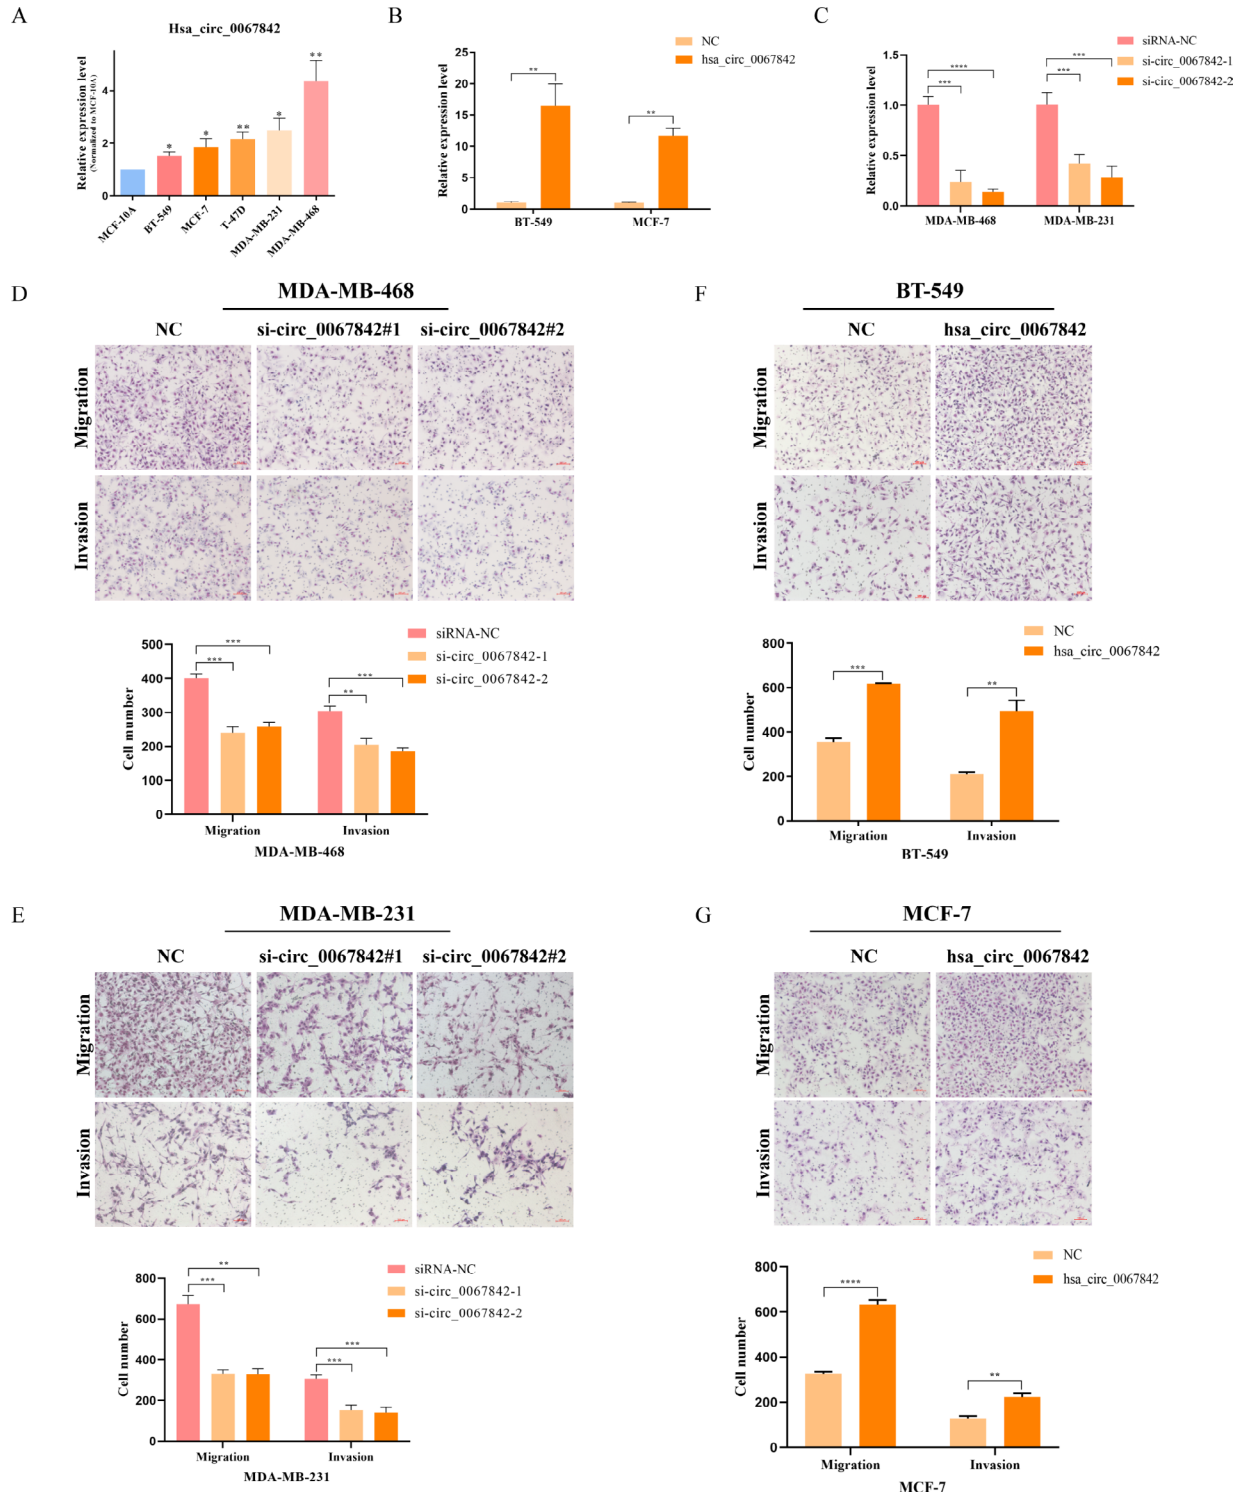 A
Hsa_circ_0067842
Relative expression level
(Normalized to MCF-10A)
4
2
0
*
*
**
*
**
MCF-10A
BT-549
MCF-7
T-47D
MDA-MB-231
MDA-MB-468
B
NC
hsa_circ_0067842
Relative expression level
25
20
15
10
5
0
**
**
BT-549
MCF-7
C
siRNA-NC
si-circ_0067842-1
si-circ_0067842-2
Relative expression level
1.5
1.0
0.5
0.0
****
***
***
***
MDA-MB-468
MDA-MB-231
D
MDA-MB-468
NC
si-circ_0067842#1
si-circ_0067842#2
Migration
Invasion
siRNA-NC
si-circ_0067842-1
si-circ_0067842-2
Cell mumber
500
400
300
200
100
0
***
***
***
**
Migration
Invasion
MDA-MB-468
F
BT-549
NC
hsa_circ_0067842
Migration
Invasion
NC
hsa_circ_0067842
Cell number
800
600
400
200
0
***
**
Migration
Invasion
BT-549
E
MDA-MB-231
NC
si-circ_0067842#1
si-circ_0067842#2
Migration
Invasion
siRNA-NC
si-circ_0067842-1
si-circ_0067842-2
Cell number
800
600
400
200
0
**
***
***
***
Migration
Invasion
MDA-MB-231
G
MCF-7
NC
hsa_circ_0067842
Migration
Invasion
NC
hsa_circ_0067842
Cell number
800
600
400
200
0
****
**
Migration
Invasion
MCF-7